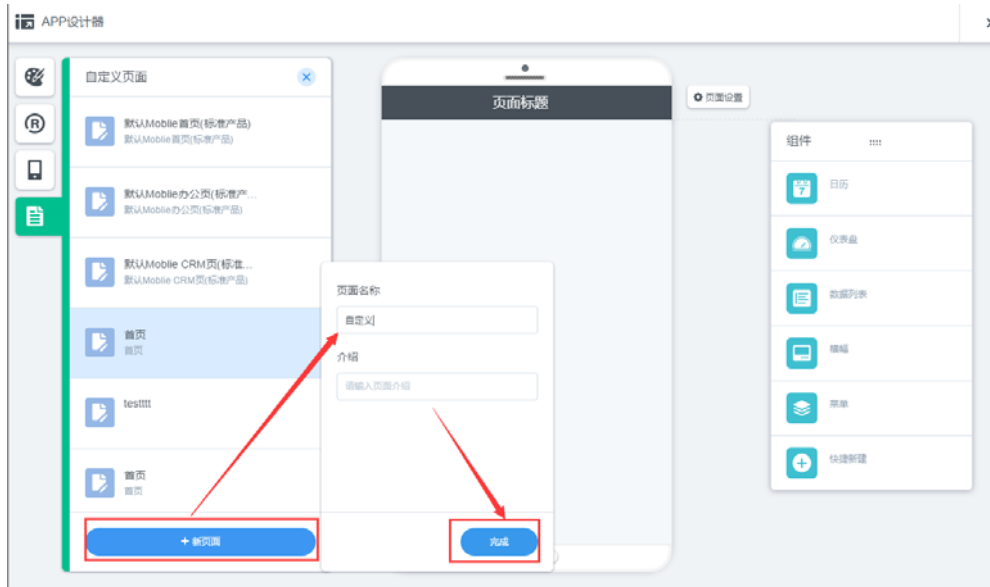 APP设计器
自定义页面
默认Moblie首页(标准产品)
默认Moblie首页(标准产品)
默认Moblie办公页(标准产...
默认Moblie办公页(标准产品)
默认Moblie CRM页(标准...
默认Moblie CRM页(标准产品)
首页
首页
testttt
首页
首页
+ 新页面
页面名称
自定义
介绍
请输入页面介绍
完成
页面标题
页面设置
组件
日历
7
仪表盘
数据列表
横幅
菜单
快捷新建